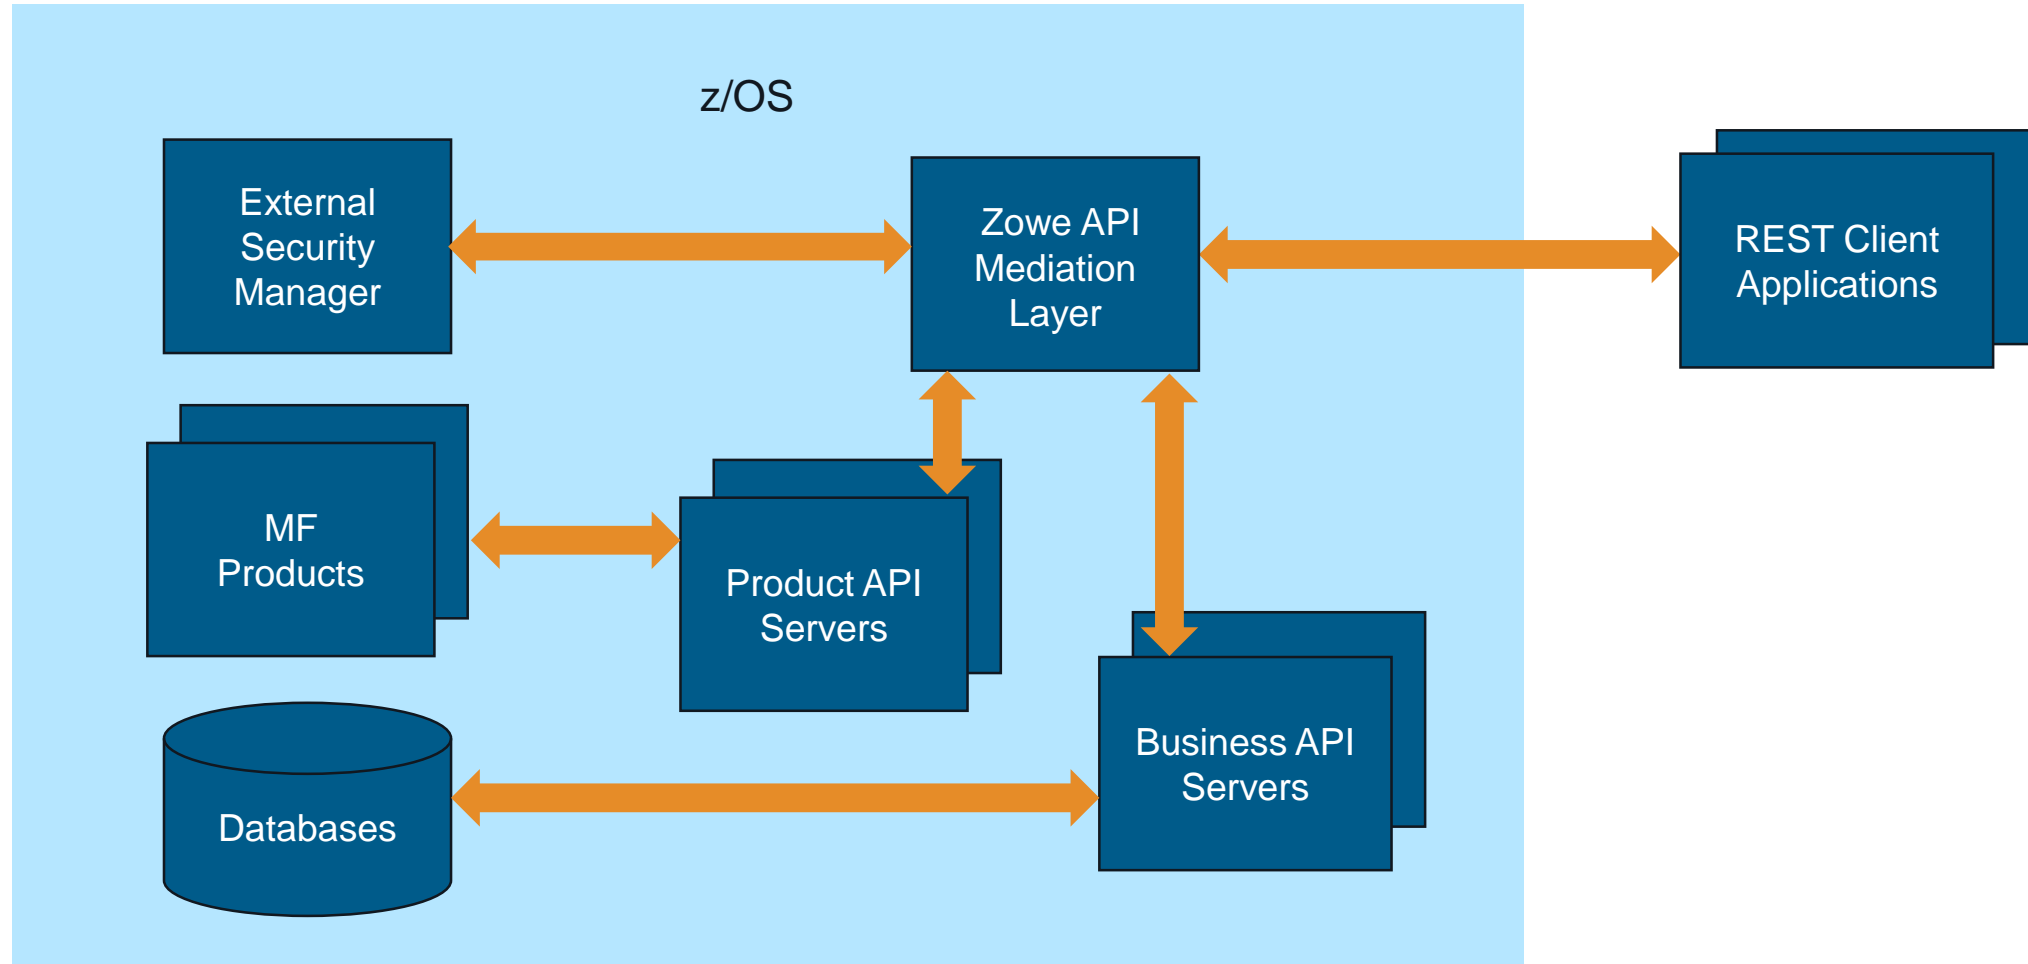 z/OS
External
Security
Manager
Zowe API
Mediation
Layer
REST Client
Applications
MF
Products
Product API
Servers
Business API
Servers
Databases